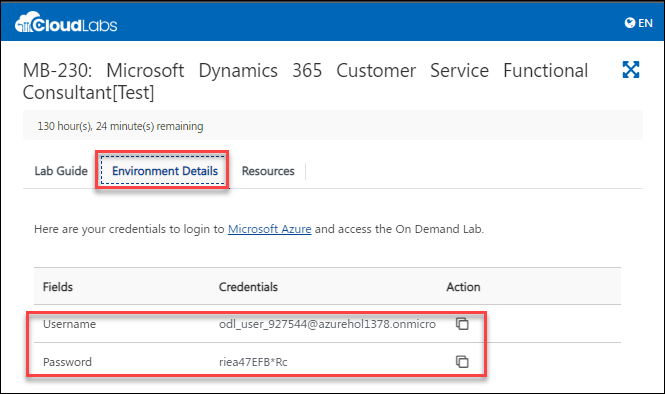 CloudLabs
EN
MB-230: Microsoft Dynamics 365 Customer Service Functional
Consultant[Test]
130 hour(s), 24 minute(s) remaining
Lab Guide Environment Details Resources
Here are your credentials to login to Microsoft Azure and access the On Demand Lab.
Fields Credentials Action
Username odl_user_927544@azurehol1378.onmicro
Password riea47EFB*Rc